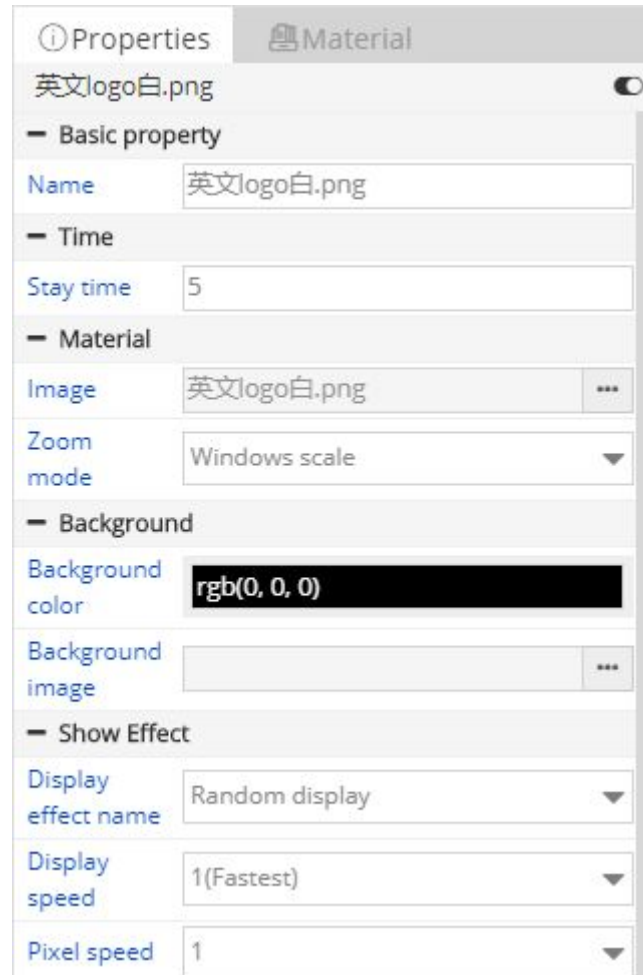 Properties
Material
英文logo白.png
Basic property
Name
英文logo白.png
Time
Stay time
5
Material
Image
英文logo白.png
Zoom
mode
Windows scale
Background
Background
color
rgb(0, 0, 0)
Background
image
Show Effect
Display
effect name
Random display
Display
speed
1(Fastest)
Pixel speed
1